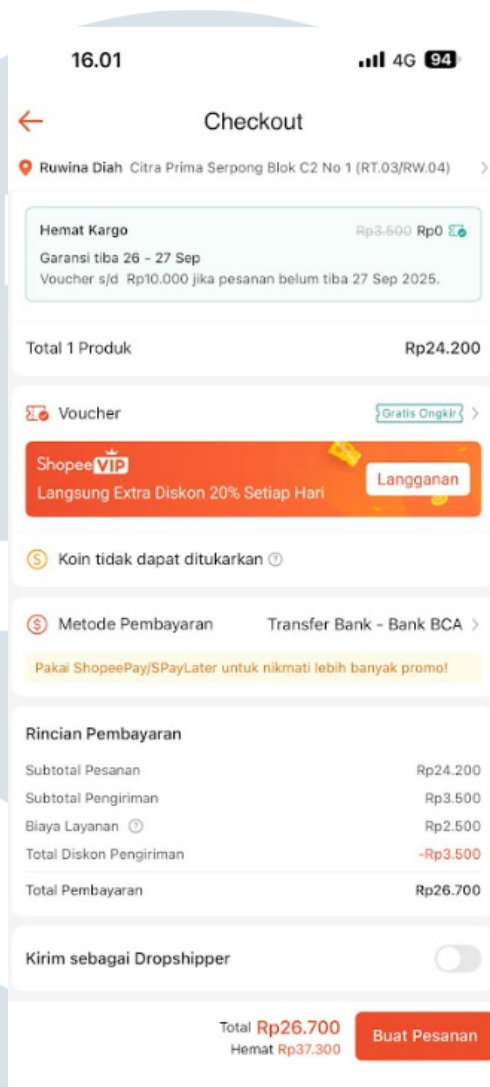 16.01 4G 94
Checkout
Ruwina Diah Citra Prima Serpong Blok C2 No 1 (RT.03/RW.04)
Hemat Kargo Rp3.500 Rp0
Garansi tiba 26 - 27 Sep
Voucher s/d Rp10.000 jika pesanan belum tiba 27 Sep 2025.
Total 1 Produk Rp24.200
Voucher Gratis Ongkir
Shopee VIP
Langsung Extra Diskon 20% Setiap Hari Langganan
Koin tidak dapat ditukarkan
Metode Pembayaran Transfer Bank - Bank BCA
Pakai ShopeePay/SPayLater untuk nikmati lebih banyak promo!
Rincian Pembayaran
Subtotal Pesanan Rp24.200
Subtotal Pengiriman Rp3.500
Biaya Layanan Rp2.500
Total Diskon Pengiriman -Rp3.500
Total Pembayaran Rp26.700
Kirim sebagai Dropshipper
Total Rp26.700
Hemat Rp37.300
Buat Pesanan